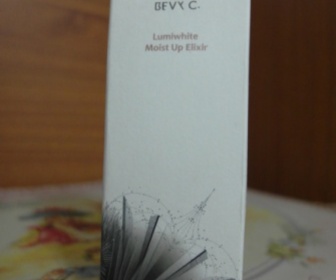 BEVY C.
Lumiwhite
Moist Up Elixir